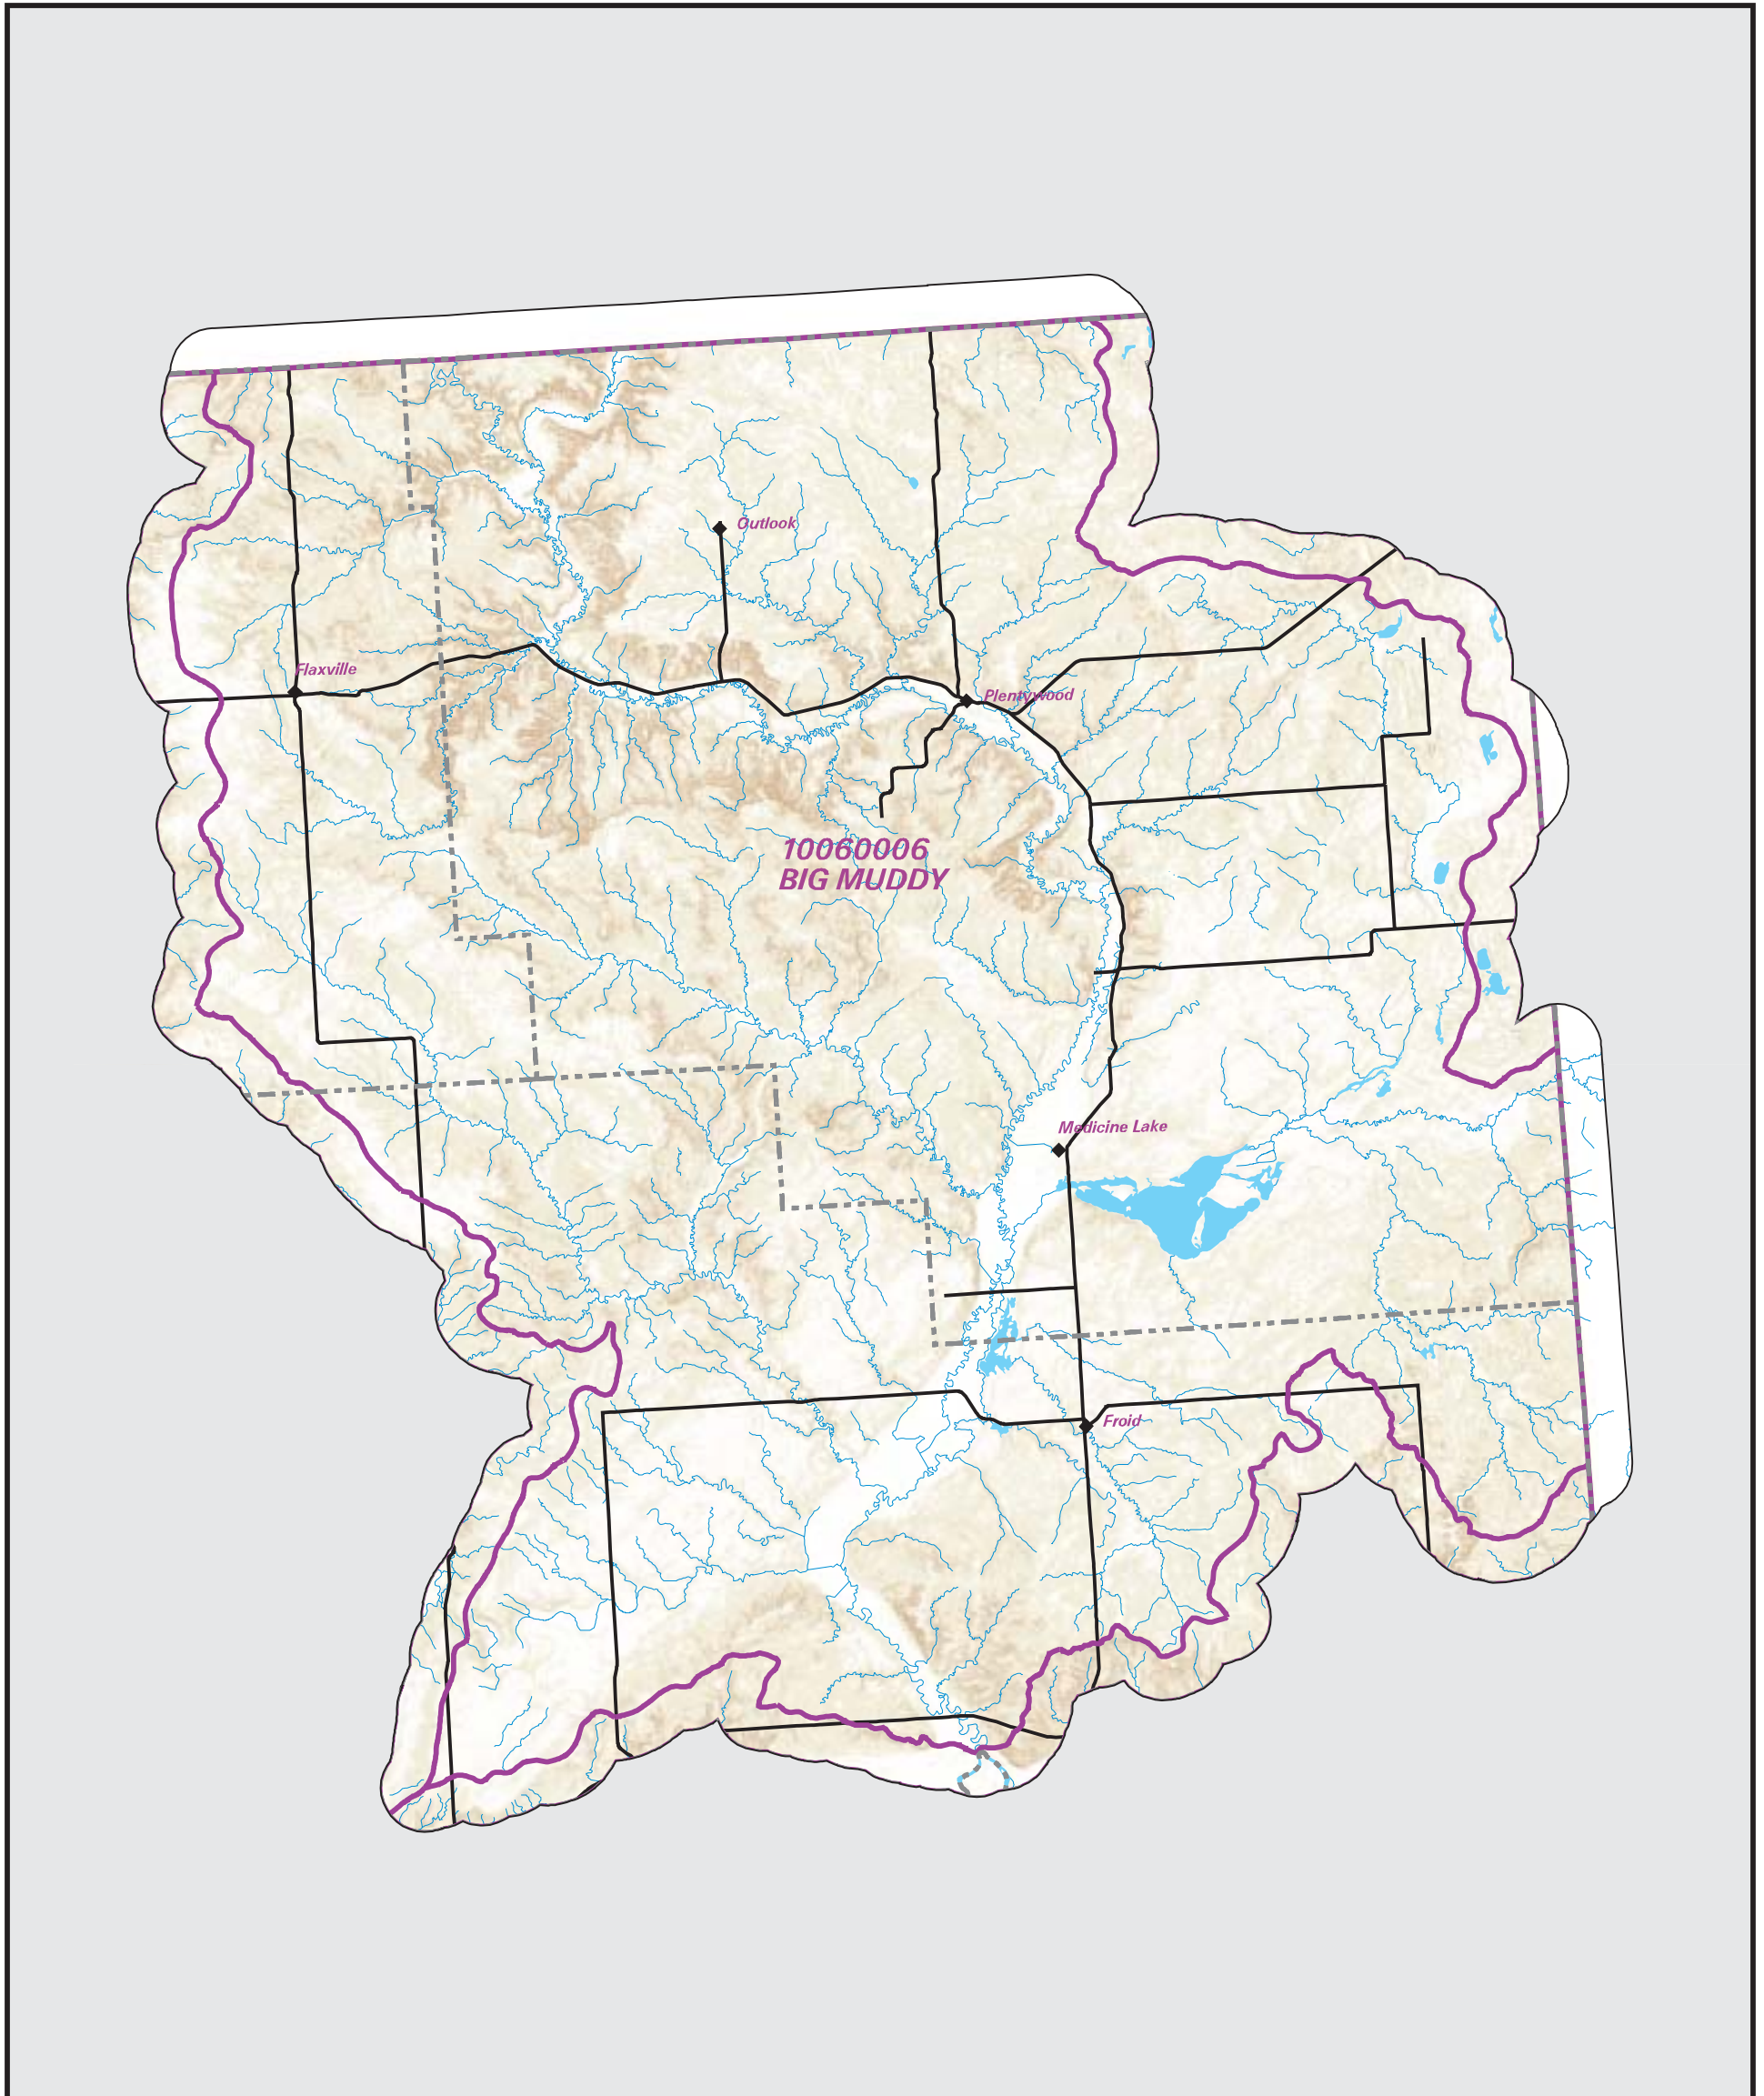 Outlook
Flaxville
Plentywood
10060006
BIG MUDDY
Medicine Lake
Froid